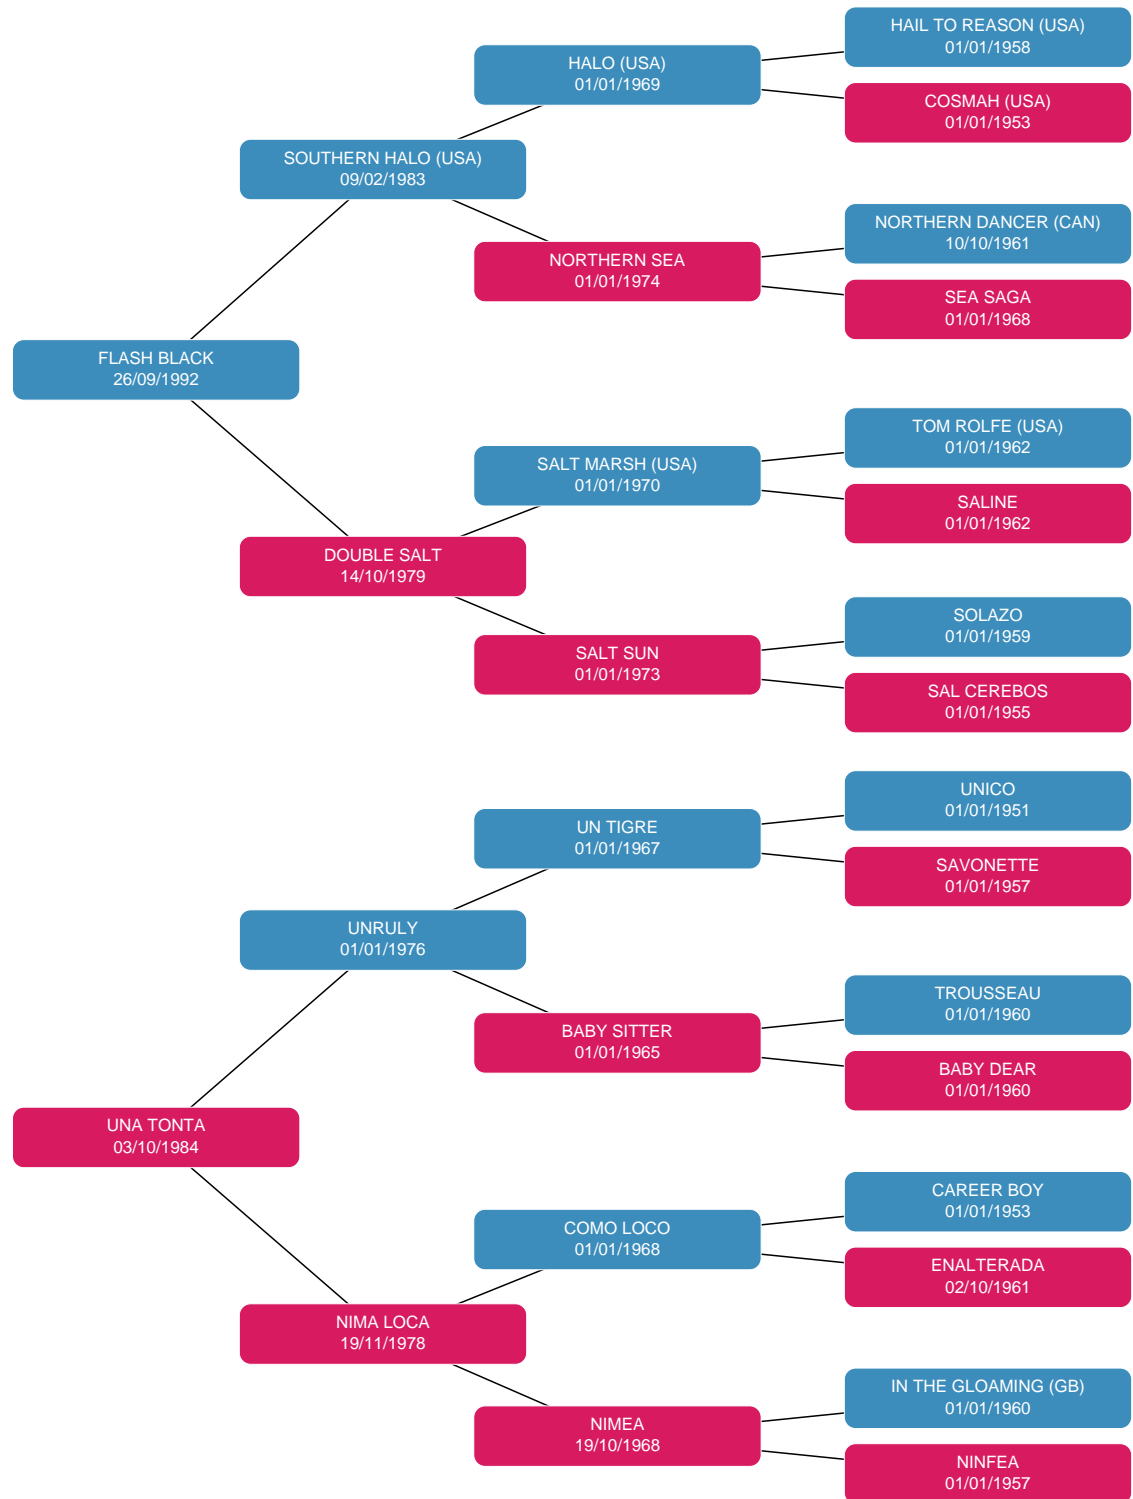 HAIL TO REASON (USA)
01/01/1958
HALO (USA)
01/01/1969
COSMAH (USA)
01/01/1953
SOUTHERN HALO (USA)
09/02/1983
NORTHERN DANCER (CAN)
10/10/1961
NORTHERN SEA
01/01/1974
SEA SAGA
01/01/1968
FLASH BLACK
26/09/1992
TOM ROLFE (USA)
01/01/1962
SALT MARSH (USA)
01/01/1970
SALINE
01/01/1962
DOUBLE SALT
14/10/1979
SOLAZO
01/01/1959
SALT SUN
01/01/1973
SAL CEREBOS
01/01/1955
UNICO
01/01/1951
UN TIGRE
01/01/1967
SAVONETTE
01/01/1957
UNRULY
01/01/1976
TROUSSEAU
01/01/1960
BABY SITTER
01/01/1965
BABY DEAR
01/01/1960
UNA TONTA
03/10/1984
CAREER BOY
01/01/1953
COMO LOCO
01/01/1968
ENALTERADA
02/10/1961
NIMA LOCA
19/11/1978
IN THE GLOAMING (GB)
01/01/1960
NIMEA
19/10/1968
NINFEA
01/01/1957